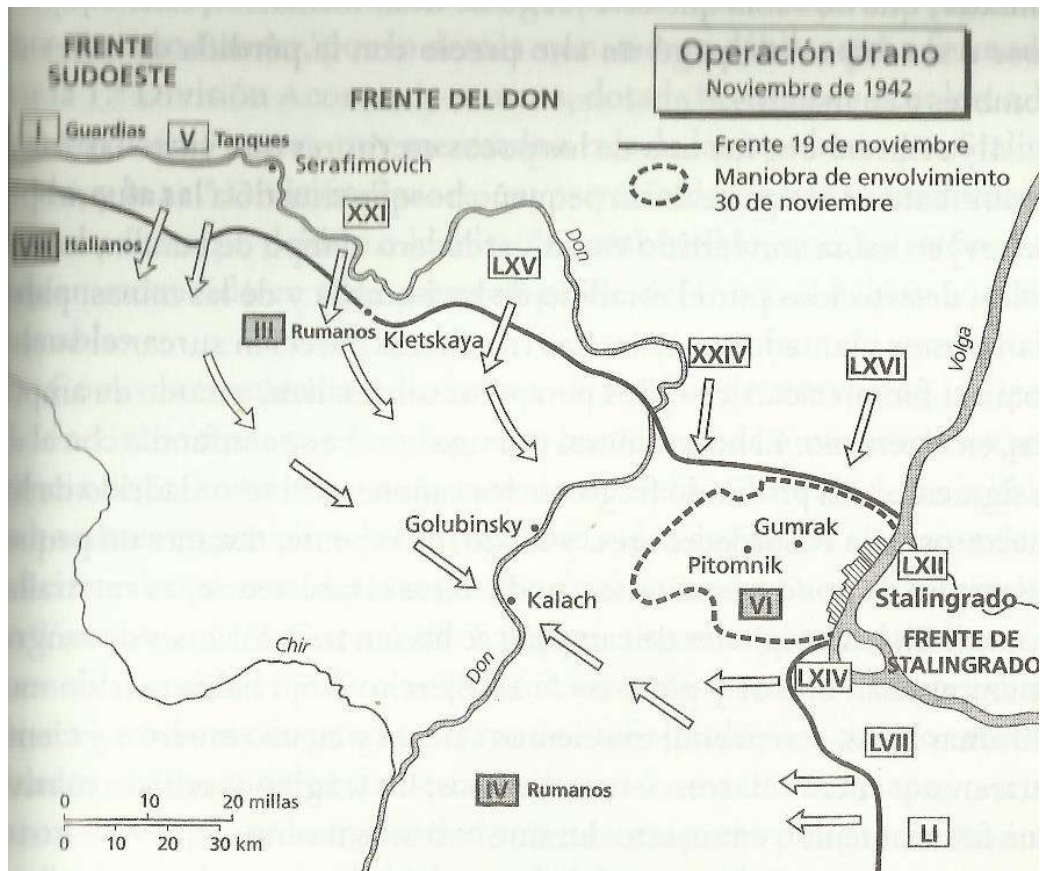 FRENTE
SUDOESTE
FRENTE DEL DON
Operación Urano
Noviembre de 1942
Frente 19 de noviembre
Maniobra de envolvimiento
30 de noviembre
I Guardias
V Tanques
Serafimovich
XXI
VIII Italianos
LXV
Don
III Rumanos
Kletskaya
XXIV
LXVI
Volga
Golubinsky
Gumrak
Pitomnik
LXII
Kalach
VI
Stalingrado
FRENTE DE
STALINGRADO
Chir
Don
LXIV
LVII
IV Rumanos
LI
0 10 20 millas
0 10 20 30 km